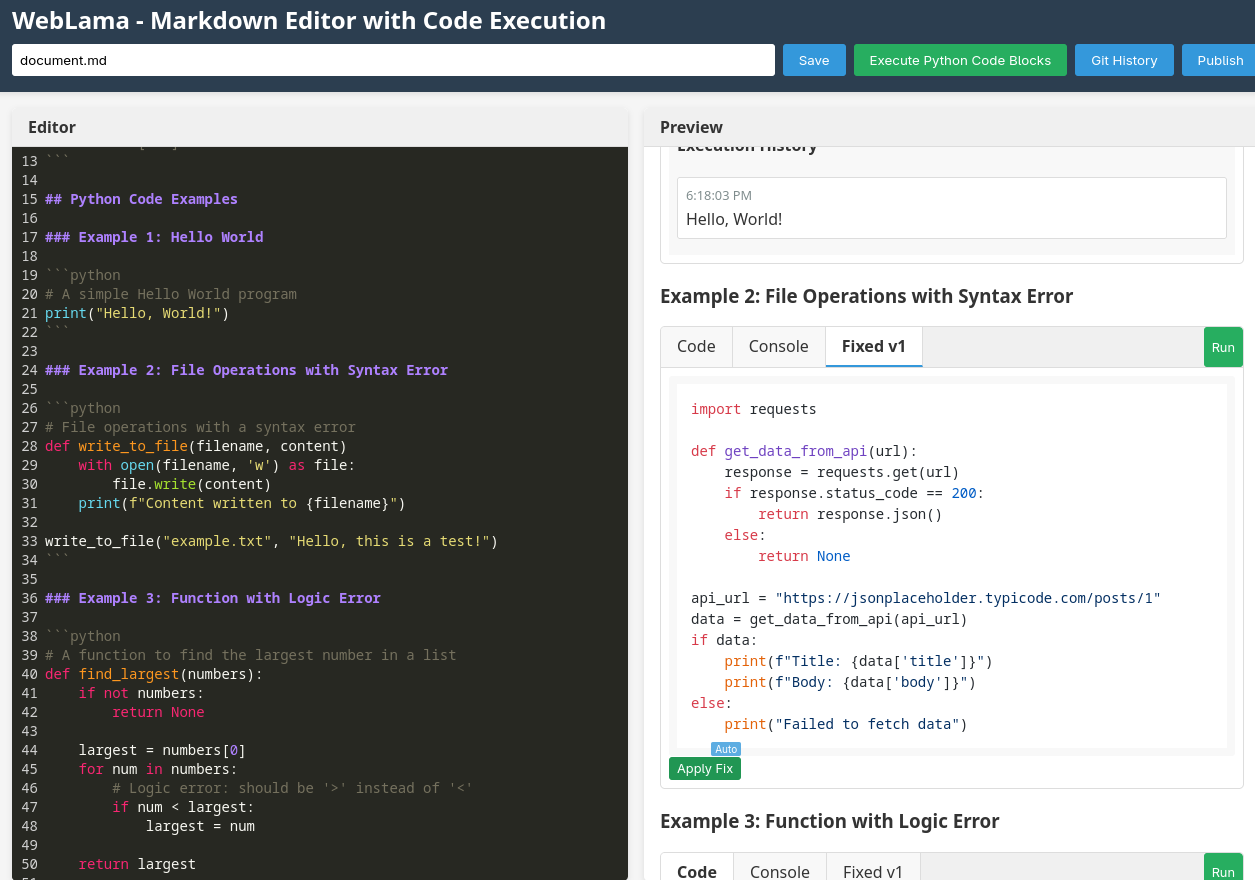 WebLama - Markdown Editor with Code Execution
document.md
Save
Execute Python Code Blocks
Git History
Publish
Editor
13 ```
14
15 ## Python Code Examples
16
17 ### Example 1: Hello World
18
19 ```python
20 # A simple Hello World program
21 print("Hello, World!")
22 ```
23
24 ### Example 2: File Operations with Syntax Error
25
26 ```python
27 # File operations with a syntax error
28 def write_to_file(filename, content)
29     with open(filename, 'w') as file:
30         file.write(content)
31     print(f"Content written to {filename}")
32
33 write_to_file("example.txt", "Hello, this is a test!")
34 ```
35
36 ### Example 3: Function with Logic Error
37
38 ```python
39 # A function to find the largest number in a list
40 def find_largest(numbers):
41     if not numbers:
42         return None
43
44     largest = numbers[0]
45     for num in numbers:
46         # Logic error: should be '>' instead of '<'
47         if num < largest:
48             largest = num
49
50     return largest
51
Preview
Execution History
6:18:03 PM
Hello, World!
Example 2: File Operations with Syntax Error
Code
Console
Fixed v1
Run
import requests

def get_data_from_api(url):
    response = requests.get(url)
    if response.status_code == 200:
        return response.json()
    else:
        return None

api_url = "https://jsonplaceholder.typicode.com/posts/1"
data = get_data_from_api(api_url)
if data:
    print(f"Title: {data['title']}")
    print(f"Body: {data['body']}")
else:
    print("Failed to fetch data")
Auto
Apply Fix
Example 3: Function with Logic Error
Code
Console
Fixed v1
Run